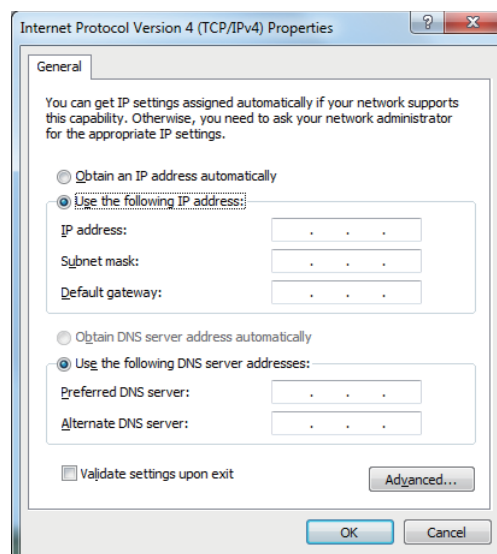 Internet Protocol Version 4 (TCP/IPv4) Properties
General
You can get IP settings assigned automatically if your network supports
this capability. Otherwise, you need to ask your network administrator
for the appropriate IP settings.
Obtain an IP address automatically
Use the following IP address:
IP address:
Subnet mask:
Default gateway:
Obtain DNS server address automatically
Use the following DNS server addresses:
Preferred DNS server:
Alternate DNS server:
Validate settings upon exit
Advanced...
OK Cancel